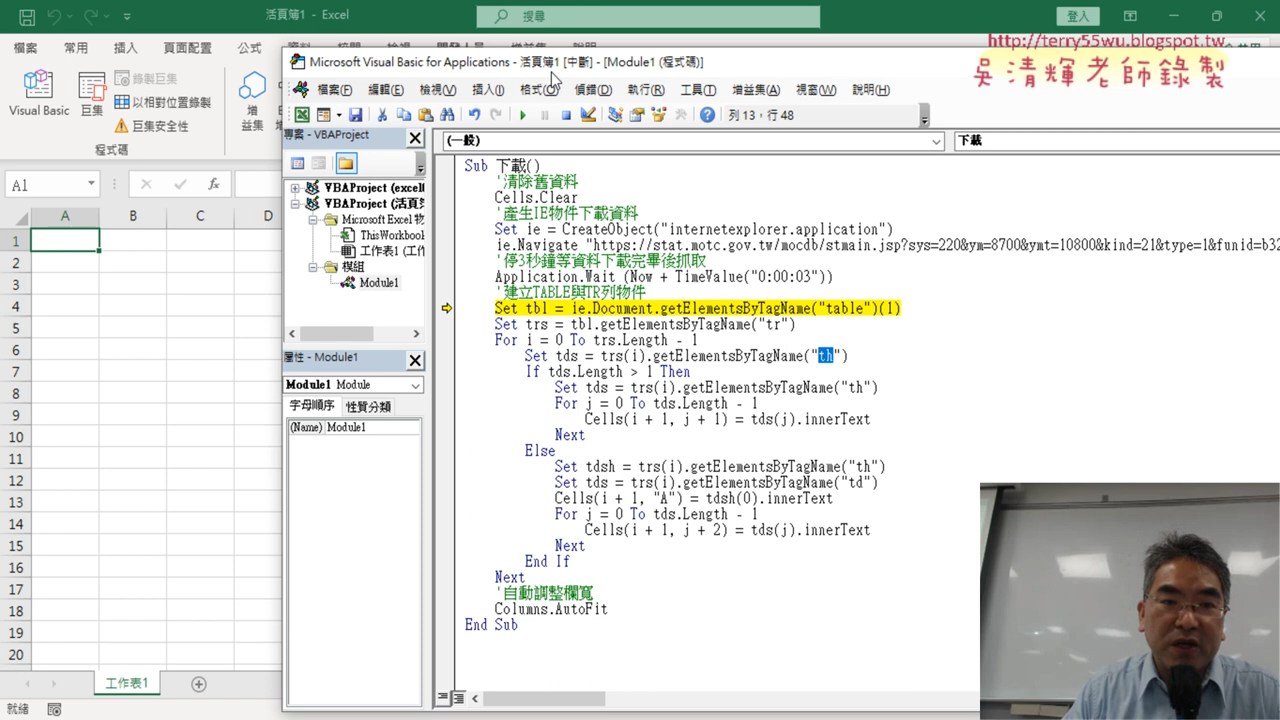 活頁簿1 - Excel
搜尋
登入
檔案 常用 插入 頁面配置 公式
http://terry55wu.blogspot.tw
吳清輝老師錄製
Visual Basic
巨集
錄製巨集
以相對位置錄製
巨集安全性
增
益集
程式碼
A1
Microsoft Visual Basic for Applications - 活頁簿1 [中斷] - [Module1 (程式碼)]
檔案(F) 編輯(E) 檢視(V) 插入(I) 格式(O) 偵錯(D) 執行(R) 工具(T) 增益集(A) 視窗(W) 說明(H)
列 13，行 48
專案 - VBAProject
VBAProject (excel
VBAProject (活頁簿
Microsoft Excel 物
ThisWorkbook
工作表1 (工作
模組
Module1
屬性 - Module1
Module1 Module
字母順序 性質分類
(Name) Module1
(一般) 下載
Sub 下載()
'清除舊資料
Cells.Clear
'產生IE物件下載資料
Set ie = CreateObject("internetexplorer.application")
ie.Navigate "https://stat.motc.gov.tw/mocdb/stmain.jsp?sys=220&ym=8700&ymt=10800&kind=21&type=1&funid=b32
'停3秒鐘等資料下載完畢後抓取
Application.Wait (Now + TimeValue("0:00:03"))
'建立TABLE與TR列物件
Set tbl = ie.Document.getElementsByTagName("table")(1)
Set trs = tbl.getElementsByTagName("tr")
For i = 0 To trs.Length - 1
Set tds = trs(i).getElementsByTagName("th")
If tds.Length > 1 Then
Set tds = trs(i).getElementsByTagName("th")
For j = 0 To tds.Length - 1
Cells(i + 1, j + 1) = tds(j).innerText
Next
Else
Set tdsh = trs(i).getElementsByTagName("th")
Set tds = trs(i).getElementsByTagName("td")
Cells(i + 1, "A") = tdsh(0).innerText
For j = 0 To tds.Length - 1
Cells(i + 1, j + 2) = tds(j).innerText
Next
End If
Next
'自動調整欄寬
Columns.AutoFit
End Sub
A B C D
1
2
3
4
5
6
7
8
9
10
11
12
13
14
15
16
17
18
19
20
工作表1
就緒